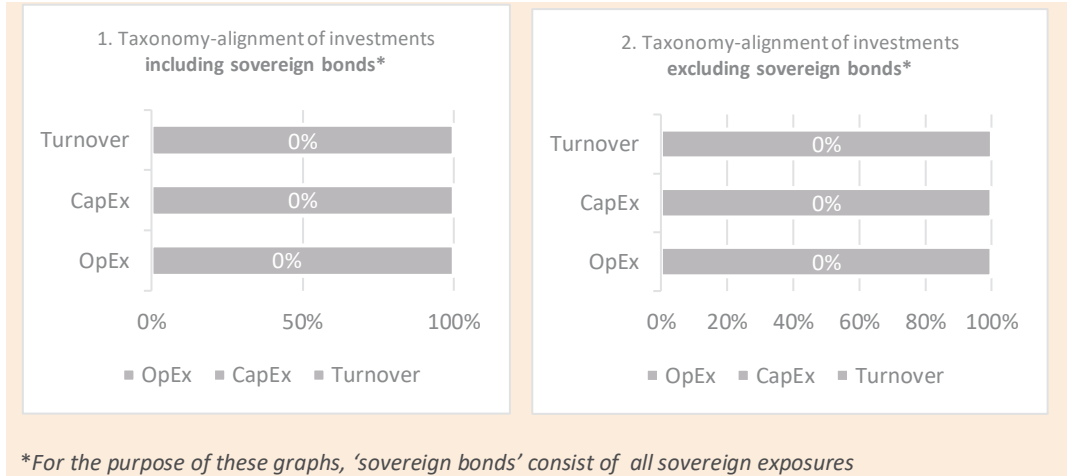 1. Taxonomy-alignment of investments
including sovereign bonds*
Turnover
0%
CapEx
0%
OpEx
0%
0% 50% 100%
OpEx CapEx Turnover
2. Taxonomy-alignment of investments
excluding sovereign bonds*
Turnover
0%
CapEx
0%
OpEx
0%
0% 20% 40% 60% 80% 100%
OpEx CapEx Turnover
*For the purpose of these graphs, ‘sovereign bonds’ consist of all sovereign exposures